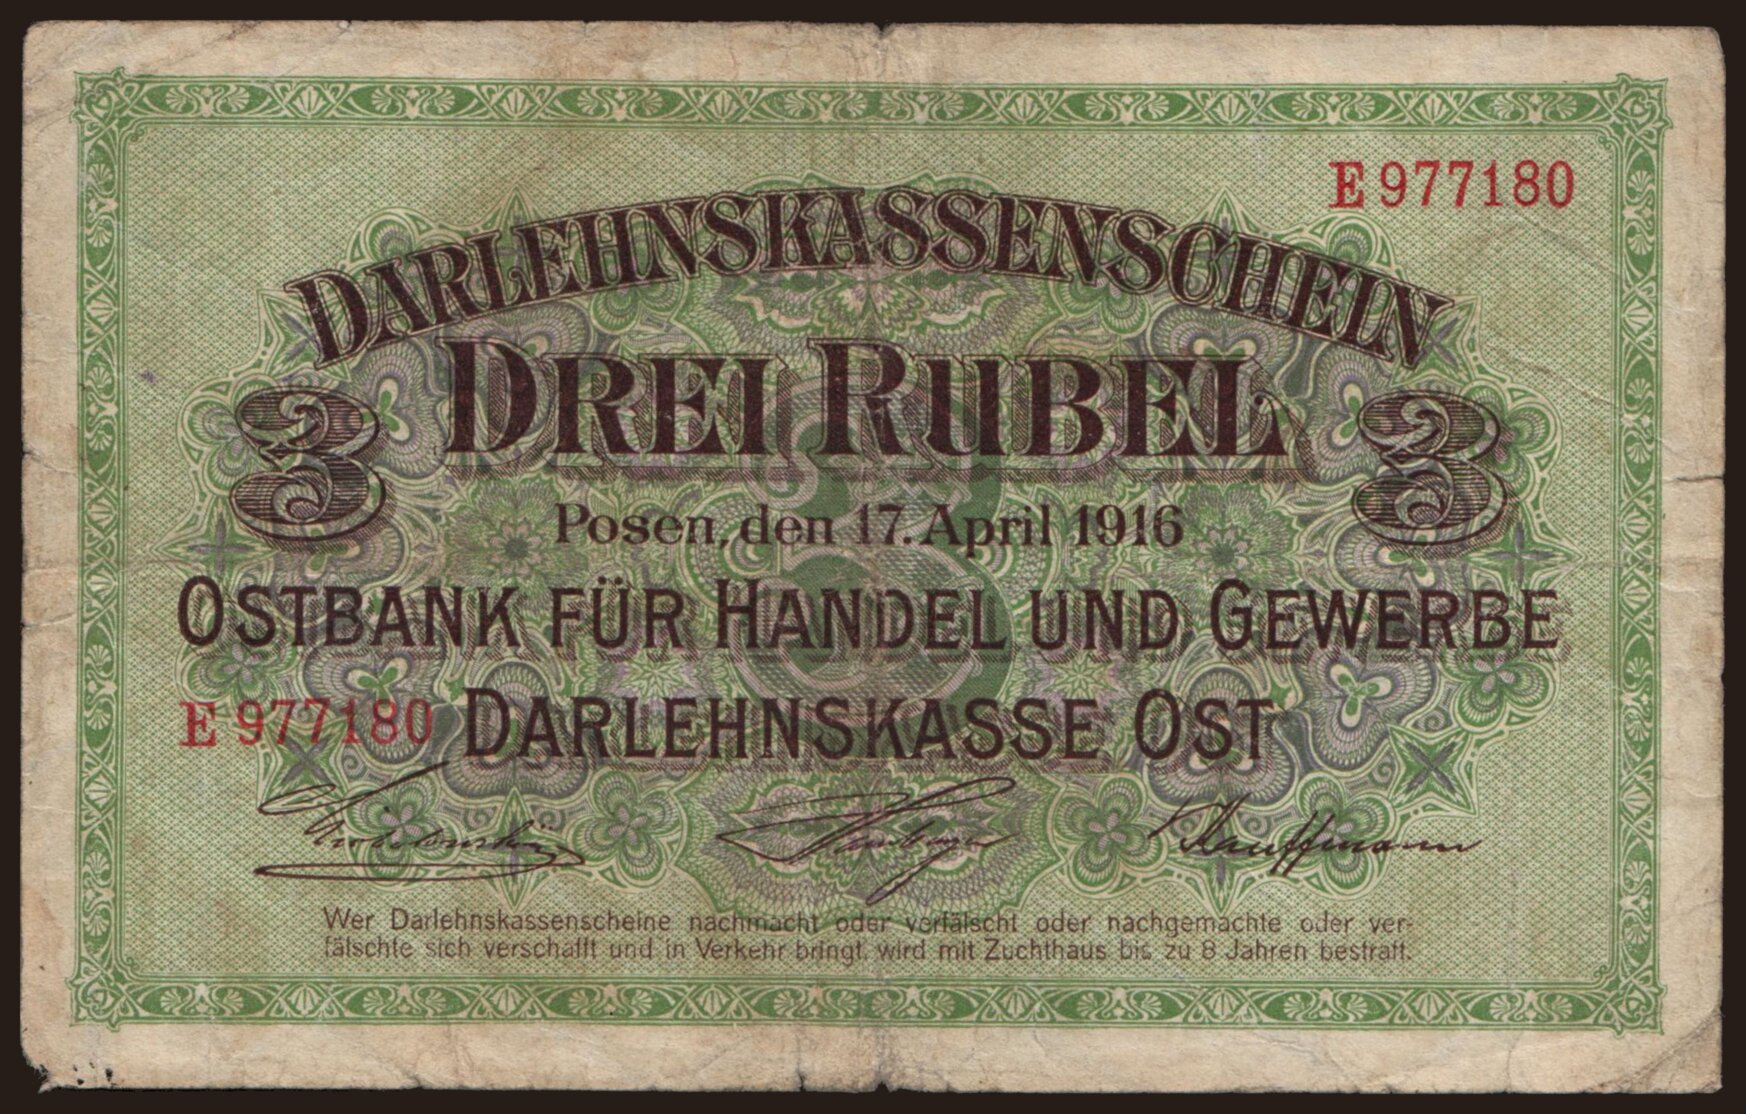 E 977180
DARLEHNSKASSENSCHEIN
3 DREI RUBEL 3
Posen, den 17. April 1916
3
OSTBANK FÜR HANDEL UND GEWERBE
E 977180 DARLEHNSKASSE OST
Kauffmann
Wer Darlehnskassenscheine nachmacht oder verfälscht oder nachgemachte oder ver-
fälschte sich verschafft und in Verkehr bringt, wird mit Zuchthaus bis zu 8 Jahren bestraft.